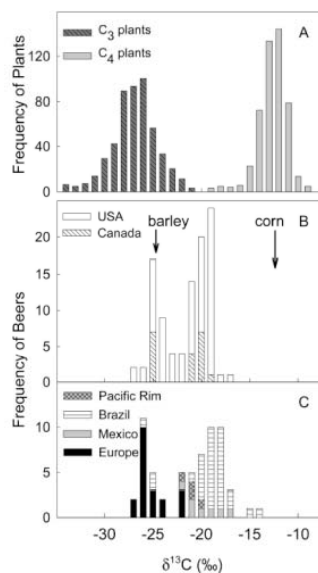 C3 plants
C4 plants
A
Frequency of Plants
120
80
40
0
USA
Canada
barley
corn
B
20
15
10
5
0
Frequency of Beers
Pacific Rim
Brazil
Mexico
Europe
C
10
5
0
-35 -30 -25 -20 -15 -10
δ13C (‰)